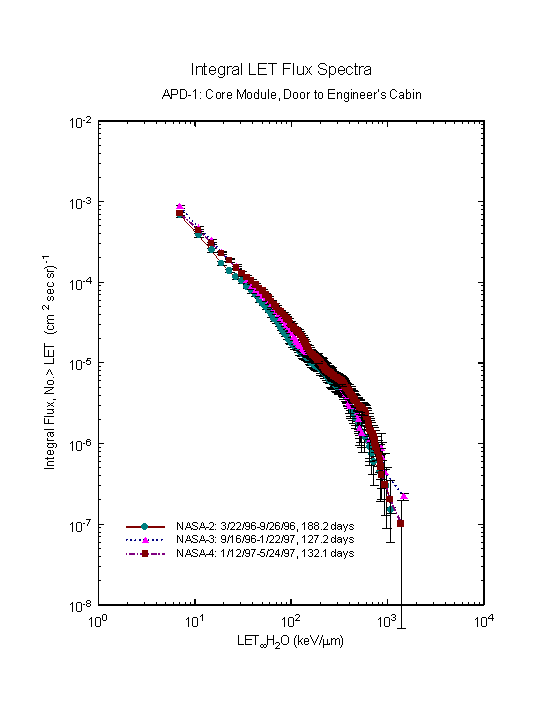 Integral LET Flux Spectra
APD-1: Core Module, Door to Engineer's Cabin
Integral Flux, No.> LET (cm² sec sr)⁻¹
10⁻²
10⁻³
10⁻⁴
10⁻⁵
10⁻⁶
10⁻⁷
10⁻⁸
NASA-2: 3/22/96-9/26/96, 188.2 days
NASA-3: 9/16/96-1/22/97, 127.2 days
NASA-4: 1/12/97-5/24/97, 132.1 days
10⁰ 10¹ 10² 10³ 10⁴
LET∞H₂O (keV/µm)